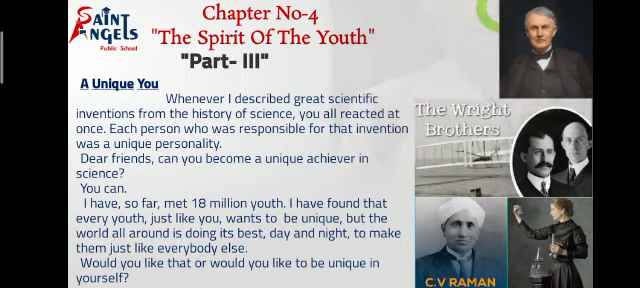 SAINT
ANGELS
Public School
Chapter No-4
"The Spirit Of The Youth"
"Part- III"
A Unique You
Whenever I described great scientific
inventions from the history of science, you all reacted at
once. Each person who was responsible for that invention
was a unique personality.
Dear friends, can you become a unique achiever in
science?
You can.
I have, so far, met 18 million youth. I have found that
every youth, just like you, wants to be unique, but the
world all around is doing its best, day and night, to make
them just like everybody else.
Would you like that or would you like to be unique in
yourself?
The Wright
Brothers
C.V RAMAN